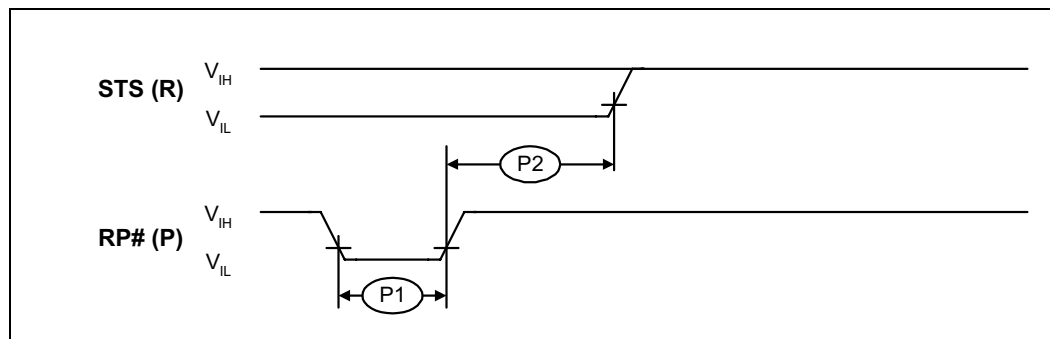 STS (R)
V_IH
V_IL
P2
RP# (P)
V_IH
V_IL
P1